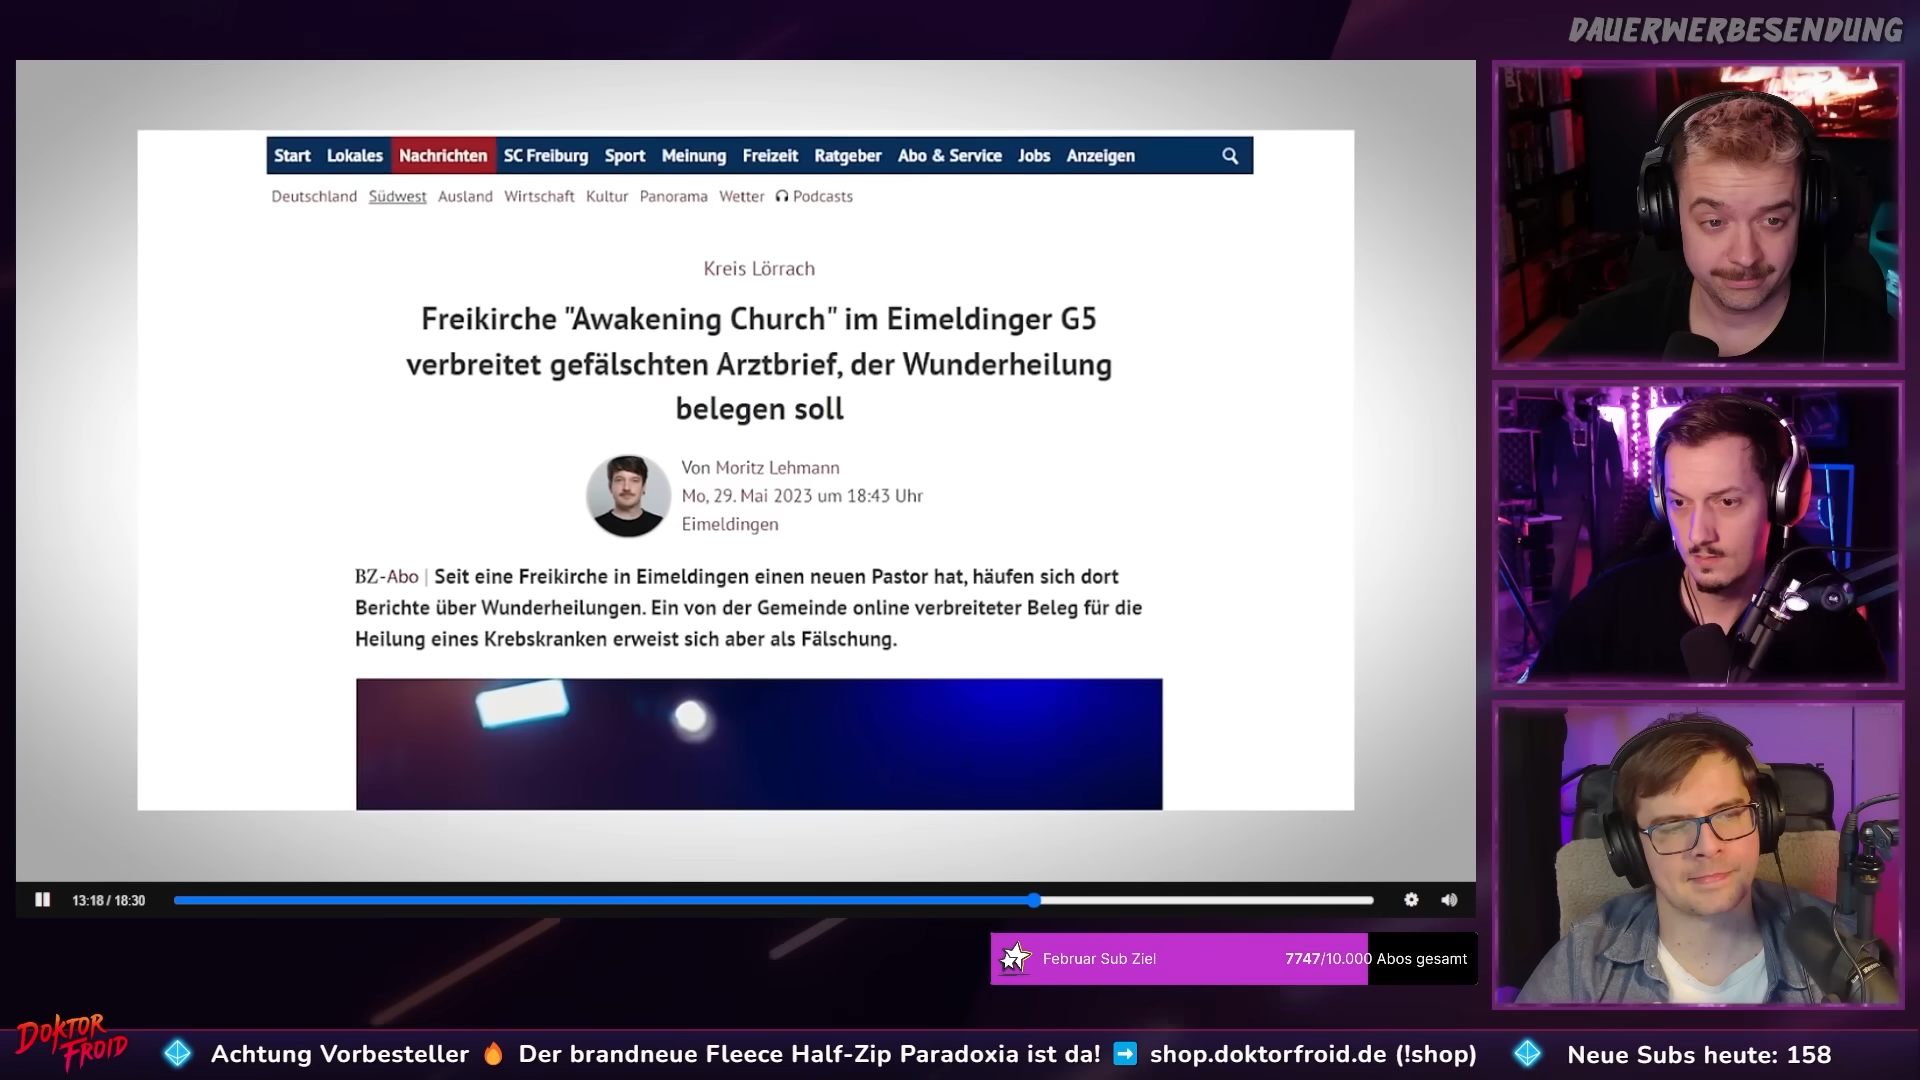 DAUERWERBESENDUNG
Start Lokales Nachrichten SC Freiburg Sport Meinung Freizeit Ratgeber Abo & Service Jobs Anzeigen
Deutschland Südwest Ausland Wirtschaft Kultur Panorama Wetter Podcasts
Kreis Lörrach
Freikirche "Awakening Church" im Eimeldinger G5
verbreitet gefälschten Arztbrief, der Wunderheilung
belegen soll
Von Moritz Lehmann
Mo, 29. Mai 2023 um 18:43 Uhr
Eimeldingen
BZ-Abo | Seit eine Freikirche in Eimeldingen einen neuen Pastor hat, häufen sich dort
Berichte über Wunderheilungen. Ein von der Gemeinde online verbreiteter Beleg für die
Heilung eines Krebskranken erweist sich aber als Fälschung.
13:18 / 18:30
Februar Sub Ziel 7747/10.000 Abos gesamt
DOKTOR
FROID
Achtung Vorbesteller 🔥 Der brandneue Fleece Half-Zip Paradoxia ist da! ➡️ shop.doktorfroid.de (!shop) Neue Subs heute: 158